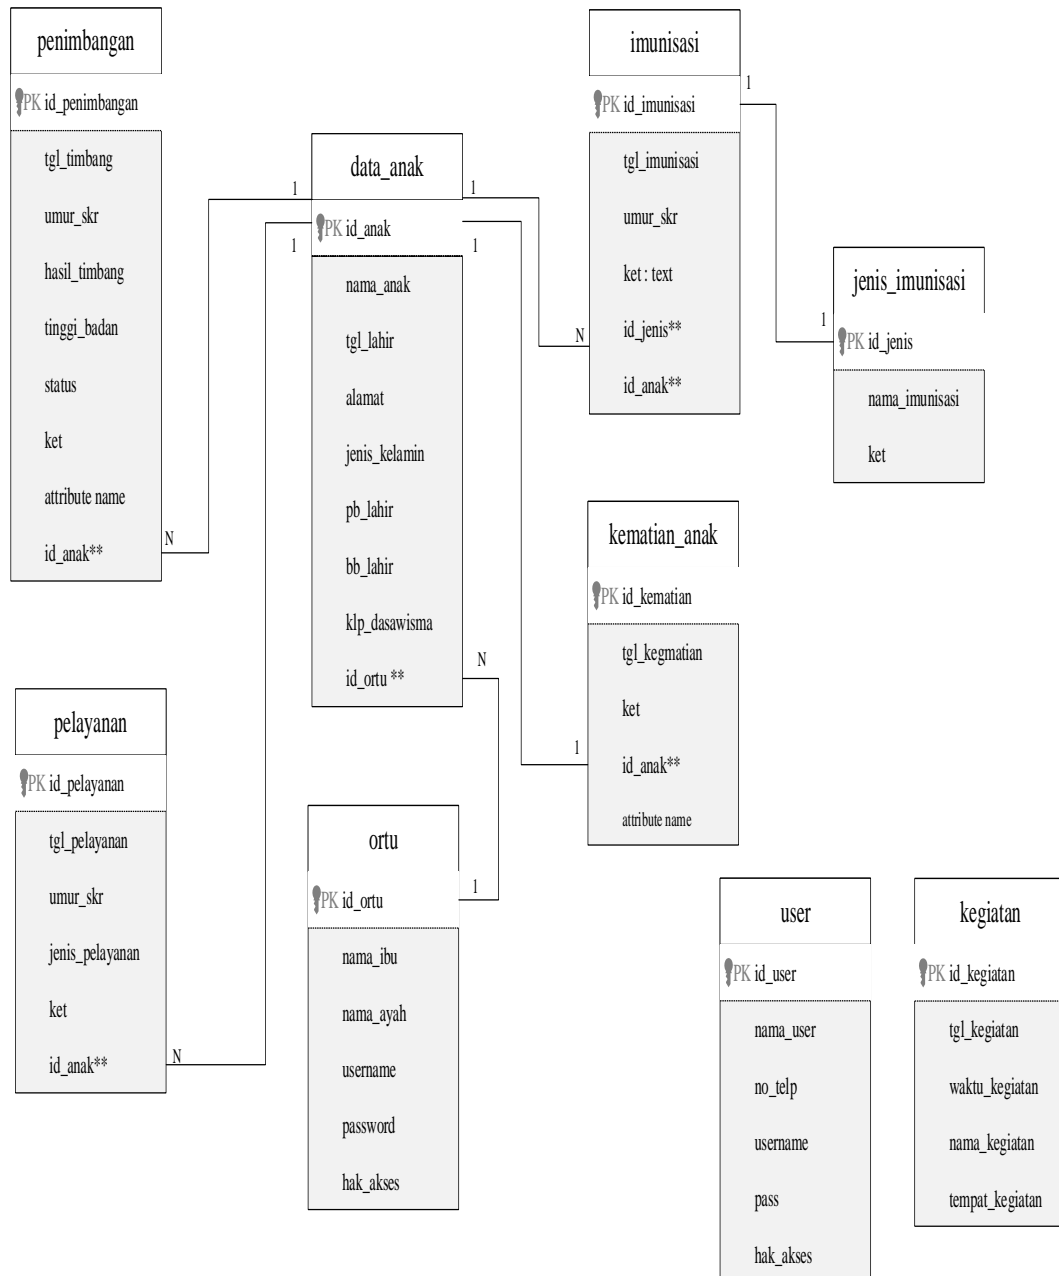 penimbangan
PK id_penimbangan
tgl_timbang
umur_skr
hasil_timbang
tinggi_badan
status
ket
attribute name
id_anak**
N
1
1
data_anak
PK id_anak
nama_anak
tgl_lahir
alamat
jenis_kelamin
pb_lahir
bb_lahir
klp_dasawisma
id_ortu **
1
1
N
N
imunisasi
PK id_imunisasi
tgl_imunisasi
umur_skr
ket : text
id_jenis**
id_anak**
1
1
jenis_imunisasi
PK id_jenis
nama_imunisasi
ket
kematian_anak
PK id_kematian
tgl_kegmatian
ket
id_anak**
attribute name
1
pelayanan
PK id_pelayanan
tgl_pelayanan
umur_skr
jenis_pelayanan
ket
id_anak**
N
ortu
PK id_ortu
nama_ibu
nama_ayah
username
password
hak_akses
1
user
PK id_user
nama_user
no_telp
username
pass
hak_akses
kegiatan
PK id_kegiatan
tgl_kegiatan
waktu_kegiatan
nama_kegiatan
tempat_kegiatan